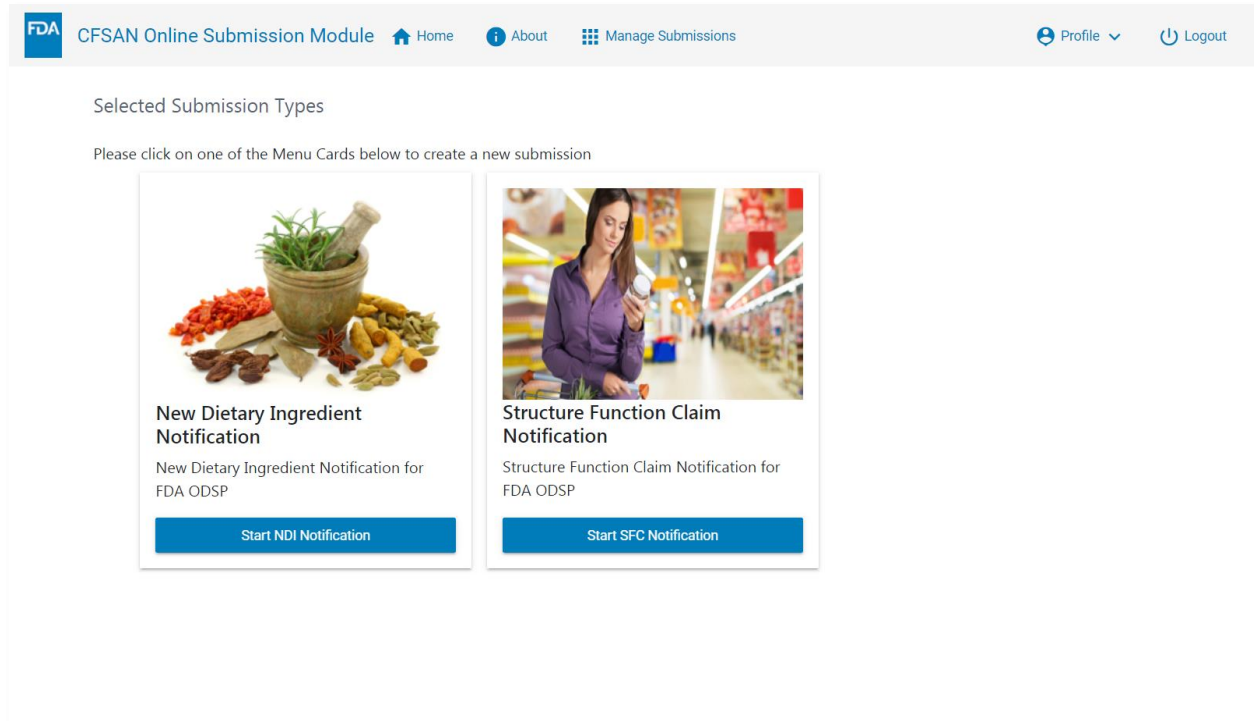 FDA
CFSAN Online Submission Module Home About Manage Submissions Profile Logout
Selected Submission Types
Please click on one of the Menu Cards below to create a new submission
New Dietary Ingredient
Notification
New Dietary Ingredient Notification for
FDA ODSP
Start NDI Notification
Structure Function Claim
Notification
Structure Function Claim Notification for
FDA ODSP
Start SFC Notification